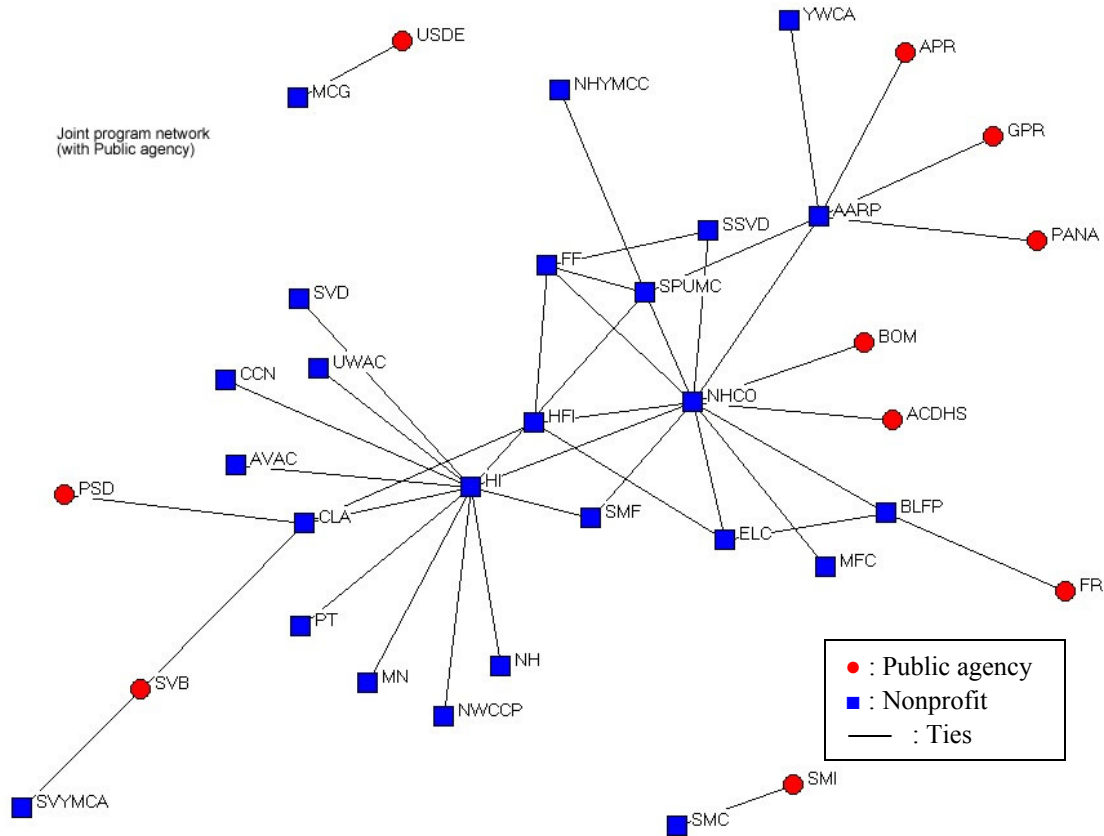 YWCA
USDE
APR
NHYMCC
MCG
Joint program network
(with Public agency)
GPR
AARP
SSVD
PANA
FF
SPUMC
SVD
BOM
UWAC
CCN
NHCO
ACDHS
HFI
AVAC
HI
PSD
SMF
BLFP
CLA
ELC
MFC
FR
PT
NH
MN
SVB
NWCCP
: Public agency
: Nonprofit
: Ties
SMI
SVYMCA
SMC